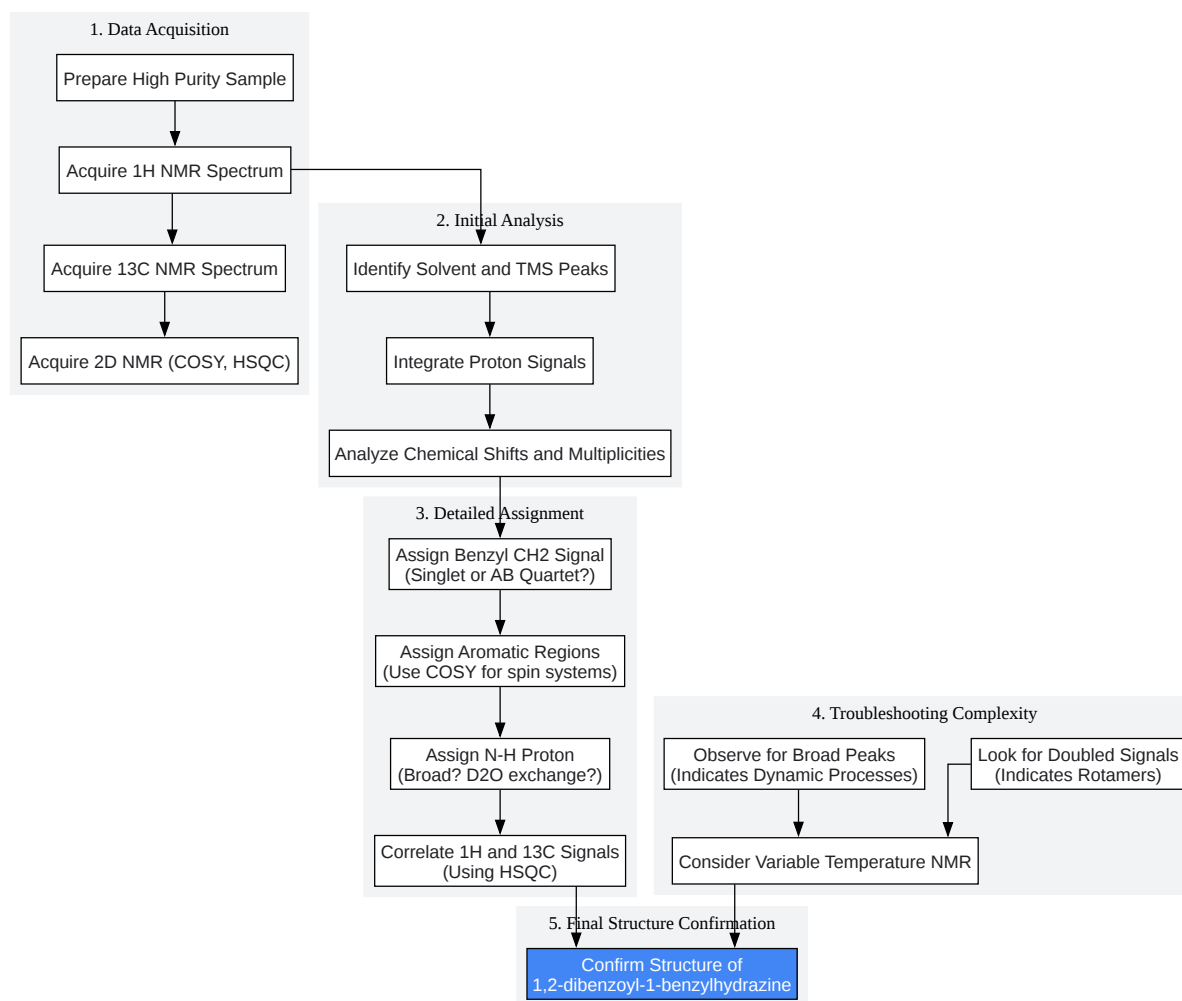 1. Data Acquisition
Prepare High Purity Sample
Acquire 1H NMR Spectrum
Acquire 13C NMR Spectrum
Acquire 2D NMR (COSY, HSQC)
2. Initial Analysis
Identify Solvent and TMS Peaks
Integrate Proton Signals
Analyze Chemical Shifts and Multiplicities
3. Detailed Assignment
Assign Benzyl CH2 Signal
(Singlet or AB Quartet?)
Assign Aromatic Regions
(Use COSY for spin systems)
Assign N-H Proton
(Broad? D2O exchange?)
Correlate 1H and 13C Signals
(Using HSQC)
4. Troubleshooting Complexity
Observe for Broad Peaks
(Indicates Dynamic Processes)
Look for Doubled Signals
(Indicates Rotamers)
Consider Variable Temperature NMR
5. Final Structure Confirmation
Confirm Structure of
1,2-dibenzoyl-1-benzylhydrazine